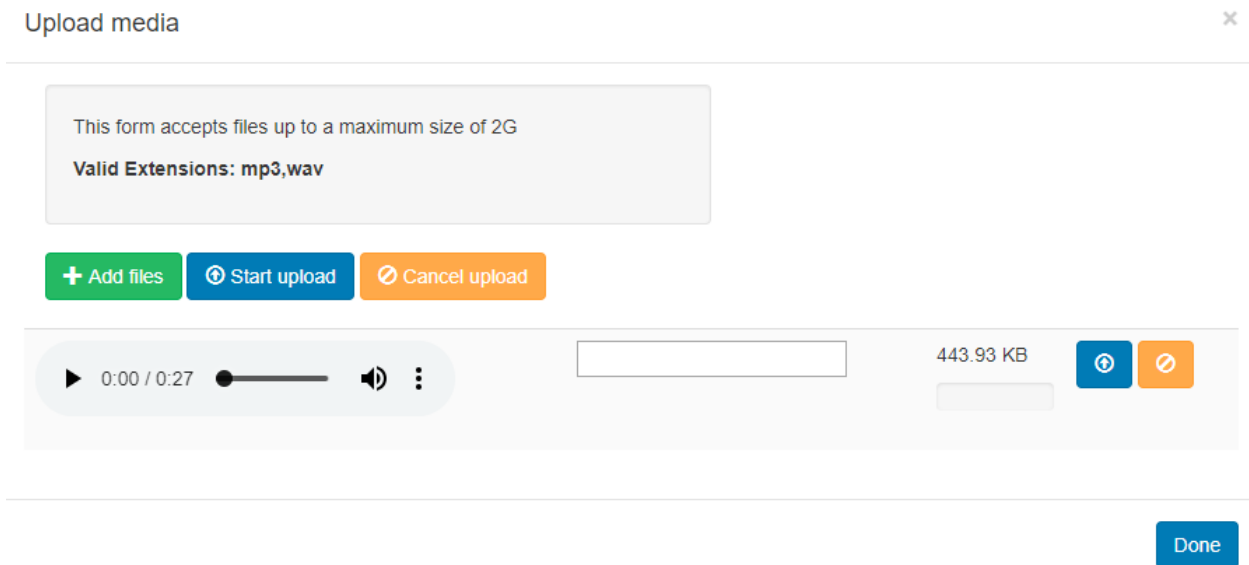 Upload media
×
This form accepts files up to a maximum size of 2G
Valid Extensions: mp3,wav
Add files Start upload Cancel upload
0:00 / 0:27 443.93 KB
Done